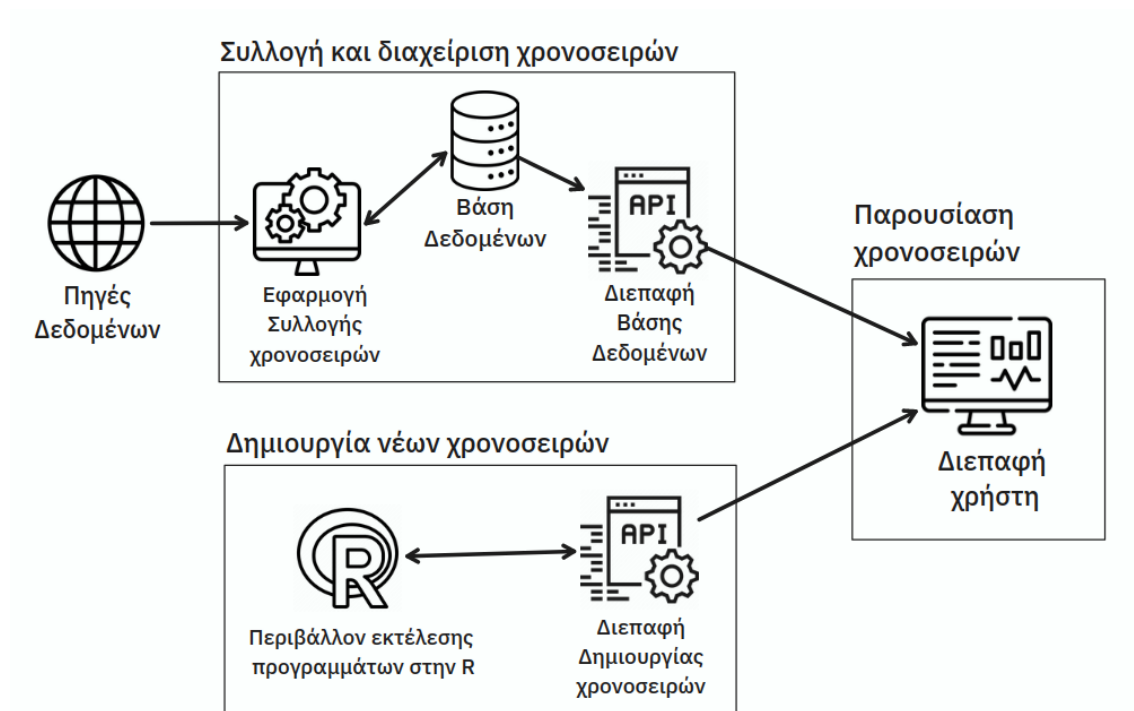 Συλλογή και διαχείριση χρονοσειρών
Πηγές
Δεδομένων
Εφαρμογή
Συλλογής
χρονοσειρών
Βάση
Δεδομένων
API
Διεπαφή
Βάσης
Δεδομένων
Παρουσίαση
χρονοσειρών
Διεπαφή
χρήστη
Δημιουργία νέων χρονοσειρών
R
Περιβάλλον εκτέλεσης
προγραμμάτων στην R
API
Διεπαφή
Δημιουργίας
χρονοσειρών